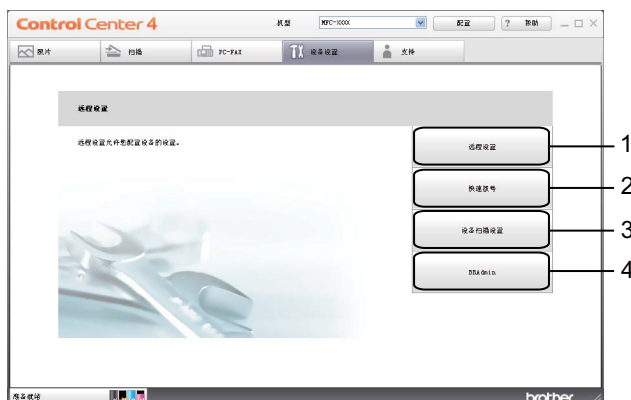 Control Center 4
机型 MFC-XXXX 配置 ? 帮助
照片 扫描 PC-FAX 设备设置 支持
远程设置
远程设置允许您配置设备的设置。
远程设置 1
快速拨号 2
设备扫描设置 3
BRAdmin 4
准备就绪 brother